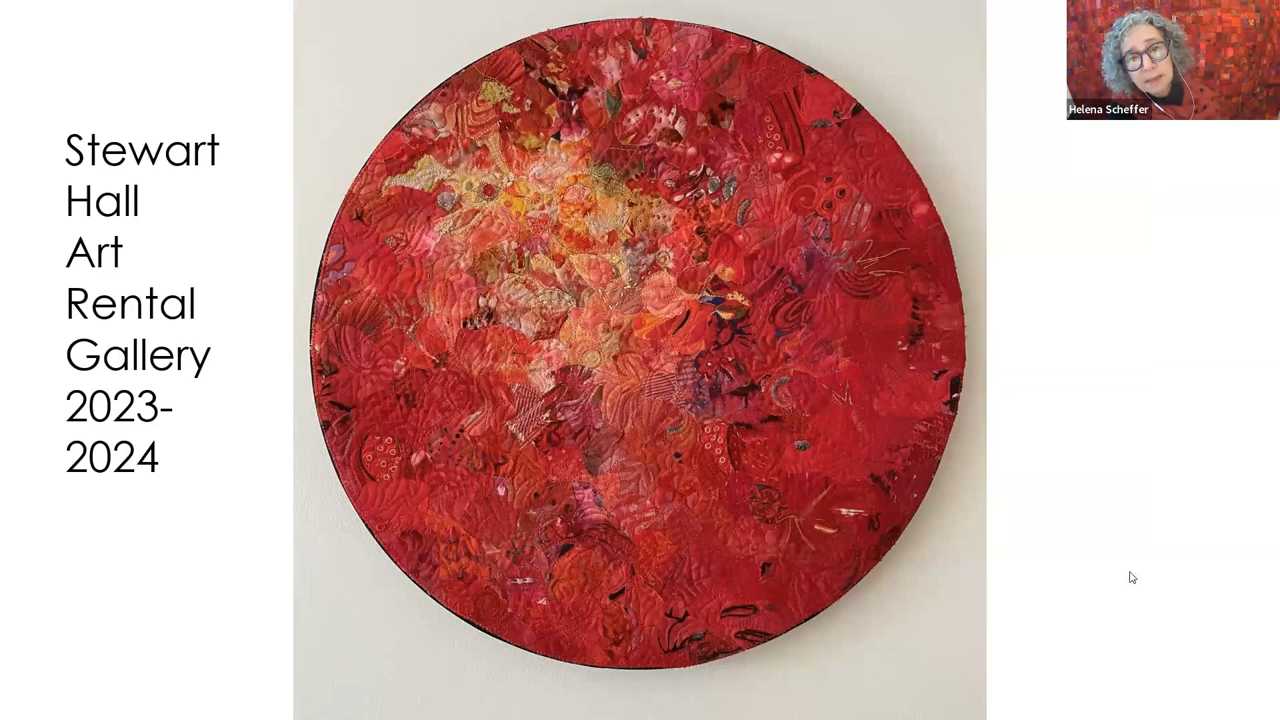 Stewart
Hall
Art
Rental
Gallery
2023-
2024
Helena Scheffer